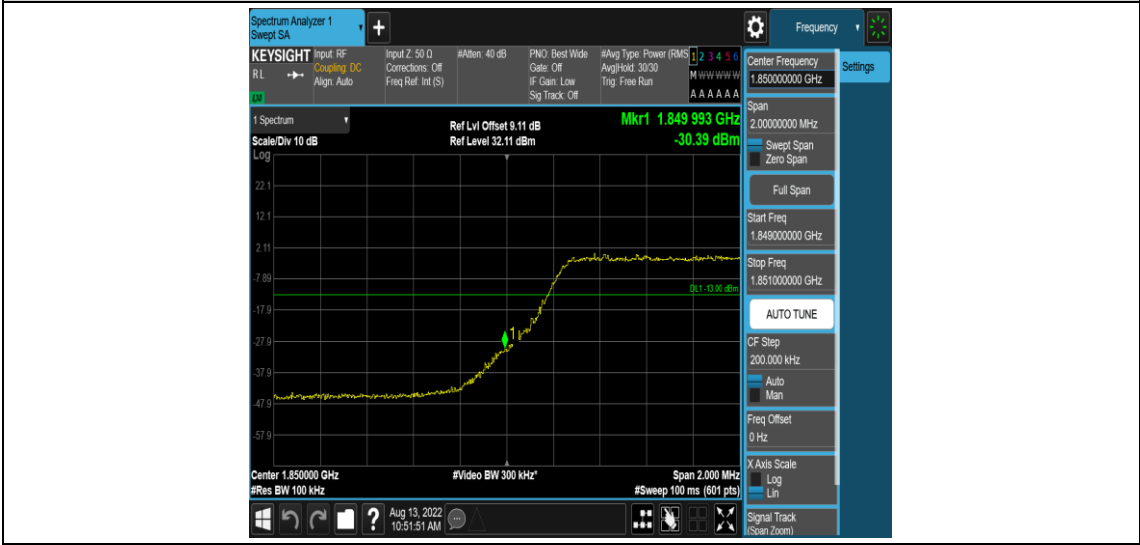 Spectrum Analyzer 1
Swept SA
+
Frequency
KEYSIGHT
RL
Input: RF
Coupling: DC
Align: Auto
Input Z: 50 Ω
Corrections: Off
Freq Ref: Int (S)
#Atten: 40 dB
PNO: Best Wide
Gate: Off
IF Gain: Low
Sig Track: Off
#Avg Type: Power (RMS
Avg|Hold: 30/30
Trig: Free Run
1 2 3 4 5 6
M W W W W W
A A A A A A
1 Spectrum
Scale/Div 10 dB
Log
Ref Lvl Offset 9.11 dB
Ref Level 32.11 dBm
Mkr1 1.849 993 GHz
-30.39 dBm
22.1
12.1
2.11
-7.89
-17.9
-27.9
-37.9
-47.9
-57.9
DL1 -13.00 dBm
1
Center 1.850000 GHz
#Res BW 100 kHz
#Video BW 300 kHz*
Span 2.000 MHz
#Sweep 100 ms (601 pts)
Center Frequency
1.850000000 GHz
Settings
Span
2.00000000 MHz
Swept Span
Zero Span
Full Span
Start Freq
1.849000000 GHz
Stop Freq
1.851000000 GHz
AUTO TUNE
CF Step
200.000 kHz
Auto
Man
Freq Offset
0 Hz
X Axis Scale
Log
Lin
Signal Track
(Span Zoom)
?
Aug 13, 2022
10:51:51 AM